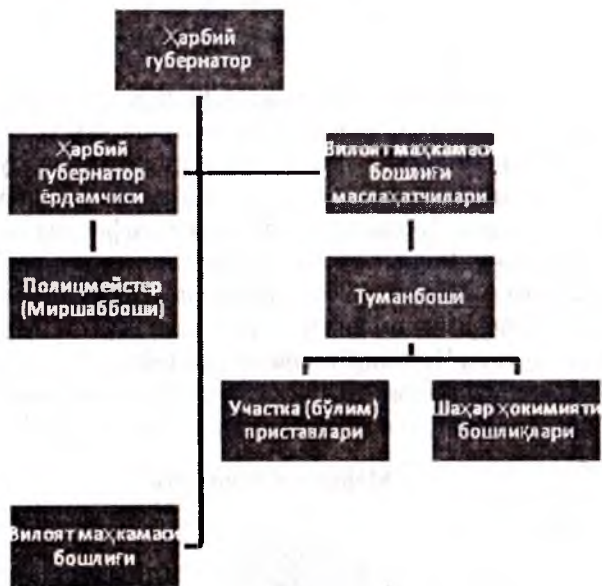 Ҳарбий
губернатор
Ҳарбий
губернатор
ёрдамчиси
Вилоят маҳкамаси
бошлиғи
маслаҳатчилари
Полицмейстер
(Миршаббоши)
Туманбоши
Участка (бўлим)
приставлари
Шаҳар ҳокимияти
бошлиқлари
Вилоят маҳкамаси
бошлиғи